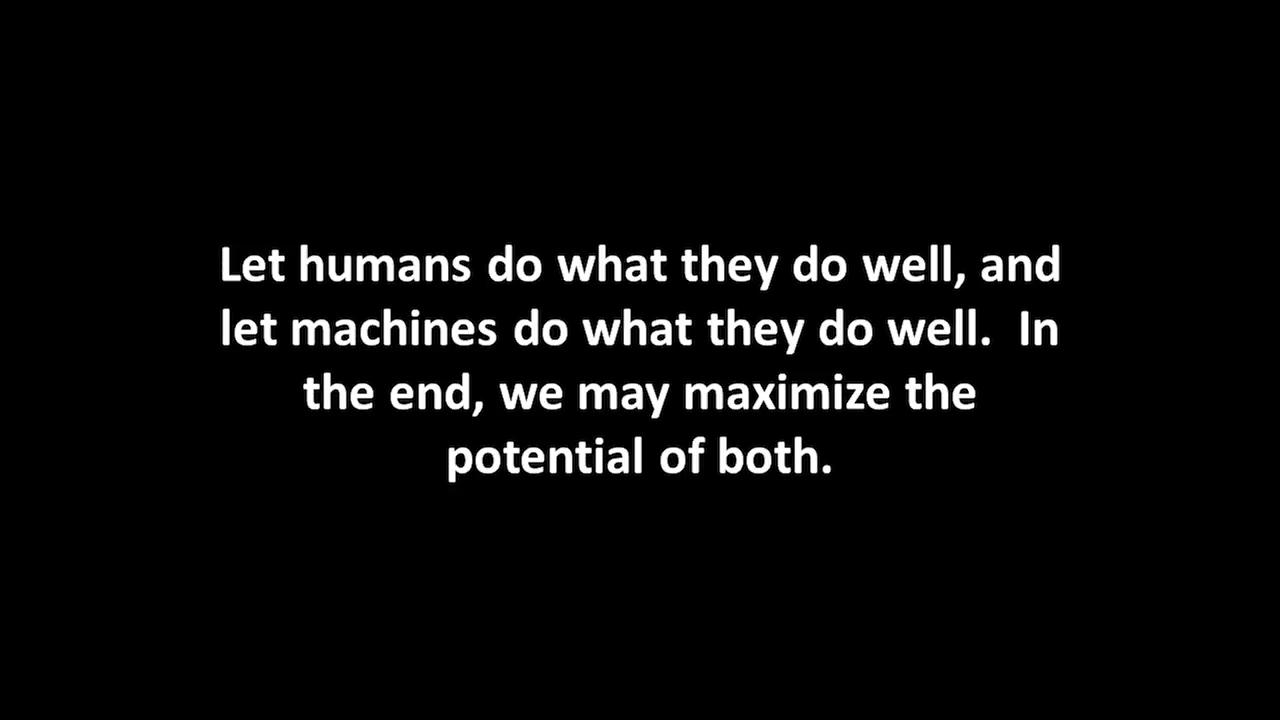 Let humans do what they do well, and
let machines do what they do well.  In
the end, we may maximize the
potential of both.